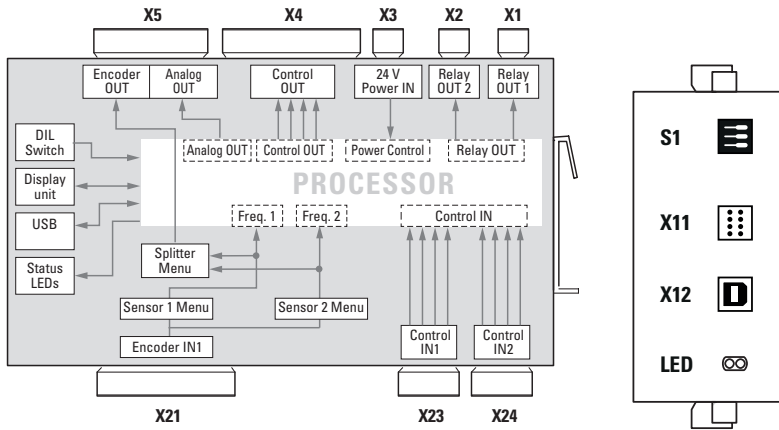 X5 X4 X3 X2 X1
Encoder OUT
Analog OUT
Control OUT
24 V Power IN
Relay OUT 2
Relay OUT 1
DIL Switch
Display unit
USB
Status LEDs
Analog OUT
Control OUT
Power Control
Relay OUT
PROCESSOR
Freq. 1
Freq. 2
Control IN
Splitter Menu
Sensor 1 Menu
Sensor 2 Menu
Encoder IN1
Control IN1
Control IN2
X21 X23 X24
S1
X11
X12
LED